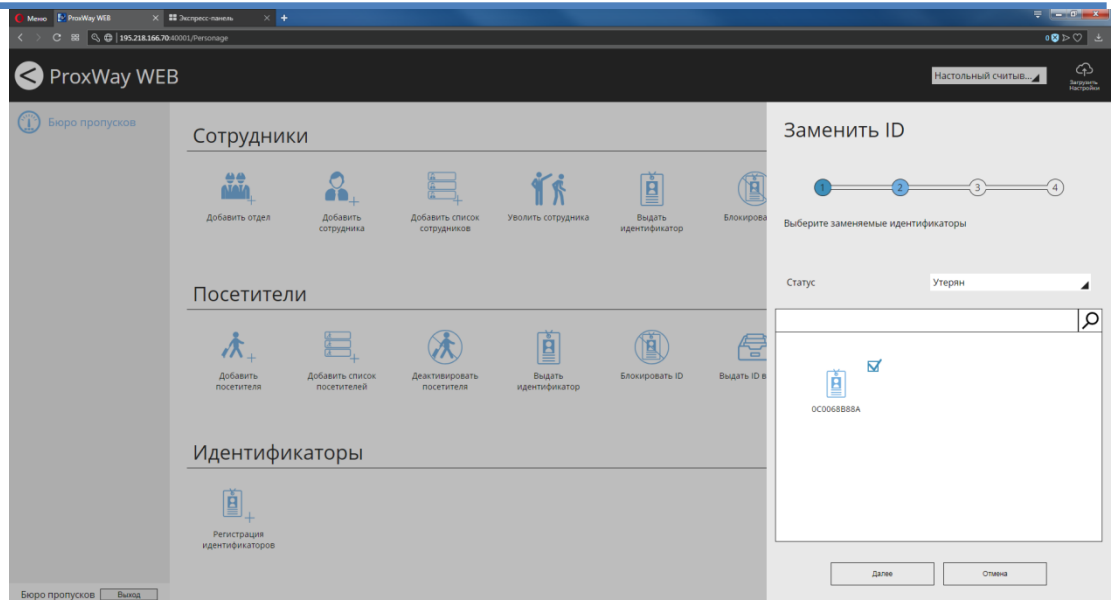 Меню ProxWay WEB Экспресс-панель
195.218.166.70:40001/Personage
0
ProxWay WEB
Настольный считыв...
Загрузить
Настройки
Бюро пропусков
Сотрудники
Добавить отдел
Добавить
сотрудника
Добавить список
сотрудников
Уволить сотрудника
Выдать
идентификатор
Блокирова
Посетители
Добавить
посетителя
Добавить список
посетителей
Деактивировать
посетителя
Выдать
идентификатор
Блокировать ID
Выдать ID в
Идентификаторы
Регистрация
идентификаторов
Бюро пропусков Выход
Заменить ID
1 2 3 4
Выберите заменяемые идентификаторы
Статус Утерян
0C0068B88A
Далее Отмена